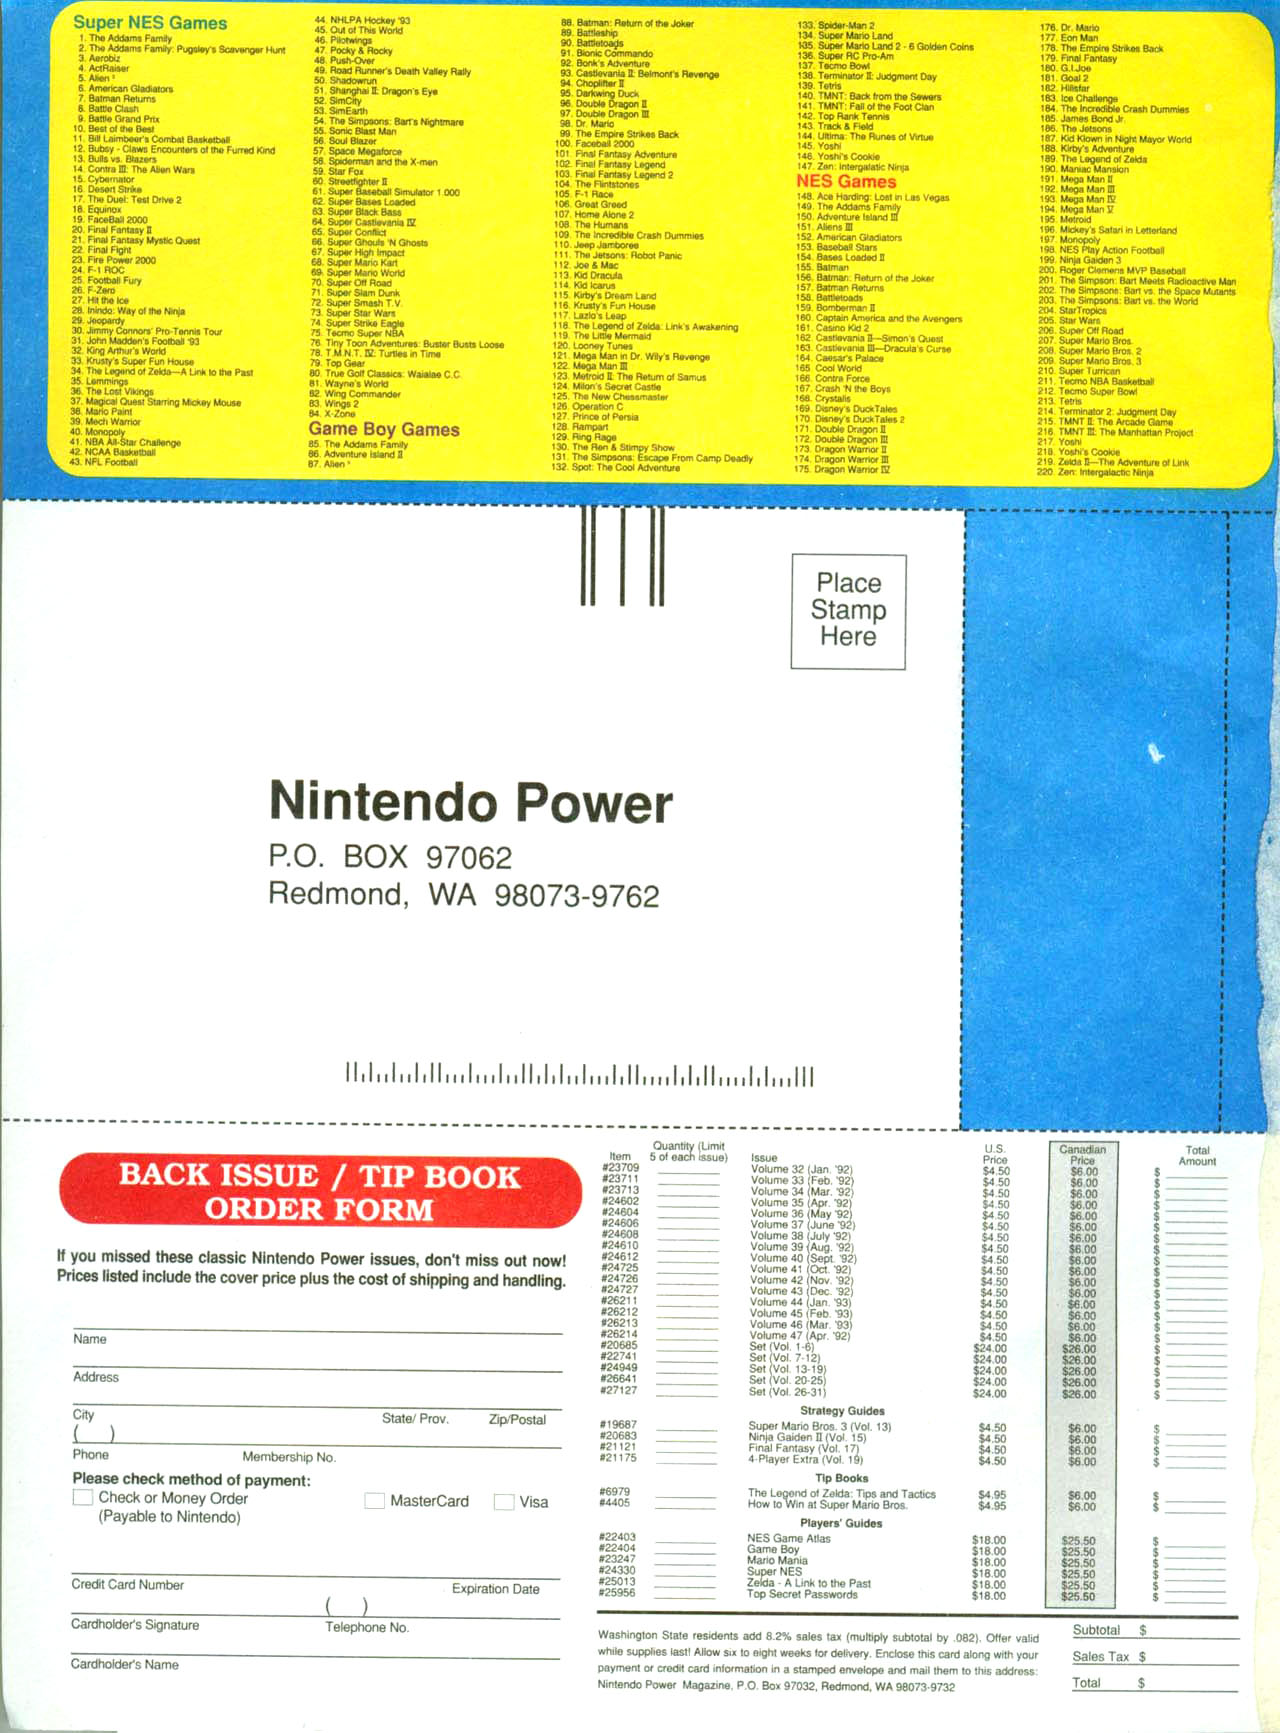 Super NES Games
1. The Addams Family
2. The Addams Family: Pugsley's Scavenger Hunt
3. Aerobiz
4. ActRaiser
5. Alien ³
6. American Gladiators
7. Batman Returns
8. Battle Clash
9. Battle Grand Prix
10. Best of the Best
11. Bill Laimbeer's Combat Basketball
12. Bubsy - Claws Encounters of the Furred Kind
13. Bulls vs. Blazers
14. Contra III: The Alien Wars
15. Cybernator
16. Desert Strike
17. The Duel: Test Drive 2
18. Equinox
19. FaceBall 2000
20. Final Fantasy II
21. Final Fantasy Mystic Quest
22. Final Fight
23. Fire Power 2000
24. F-1 ROC
25. Football Fury
26. F-Zero
27. Hit the Ice
28. Inindo: Way of the Ninja
29. Jeopardy
30. Jimmy Connors' Pro-Tennis Tour
31. John Madden's Football '93
32. King Arthur's World
33. Krusty's Super Fun House
34. The Legend of Zelda—A Link to the Past
35. Lemmings
36. The Lost Vikings
37. Magical Quest Starring Mickey Mouse
38. Mario Paint
39. Mech Warrior
40. Monopoly
41. NBA All-Star Challenge
42. NCAA Basketball
43. NFL Football
44. NHLPA Hockey '93
45. Out of This World
46. Pilotwings
47. Pocky & Rocky
48. Push-Over
49. Road Runner's Death Valley Rally
50. Shadowrun
51. Shanghai II: Dragon's Eye
52. SimCity
53. SimEarth
54. The Simpsons: Bart's Nightmare
55. Sonic Blast Man
56. Soul Blazer
57. Space Megaforce
58. Spiderman and the X-men
59. Star Fox
60. Streetfighter II
61. Super Baseball Simulator 1.000
62. Super Bases Loaded
63. Super Black Bass
64. Super Castlevania IV
65. Super Conflict
66. Super Ghouls 'N Ghosts
67. Super High Impact
68. Super Mario Kart
69. Super Mario World
70. Super Off Road
71. Super Slam Dunk
72. Super Smash T.V.
73. Super Star Wars
74. Super Strike Eagle
75. Tecmo Super NBA
76. Tiny Toon Adventures: Buster Busts Loose
78. T.M.N.T. IV: Turtles in Time
79. Top Gear
80. True Golf Classics: Waialae C.C.
81. Wayne's World
82. Wing Commander
83. Wings 2
84. X-Zone
Game Boy Games
85. The Addams Family
86. Adventure Island II
87. Alien ³
88. Batman: Return of the Joker
89. Battleship
90. Battletoads
91. Bionic Commando
92. Bonk's Adventure
93. Castlevania II: Belmont's Revenge
94. Choplifter II
95. Darkwing Duck
96. Double Dragon II
97. Double Dragon III
98. Dr. Mario
99. The Empire Strikes Back
100. Faceball 2000
101. Final Fantasy Adventure
102. Final Fantasy Legend
103. Final Fantasy Legend 2
104. The Flintstones
105. F-1 Race
106. Great Greed
107. Home Alone 2
108. The Humans
109. The Incredible Crash Dummies
110. Jeep Jamboree
111. The Jetsons: Robot Panic
112. Joe & Mac
113. Kid Dracula
114. Kid Icarus
115. Kirby's Dream Land
116. Krusty's Fun House
117. Lazlo's Leap
118. The Legend of Zelda: Link's Awakening
119. The Little Mermaid
120. Looney Tunes
121. Mega Man in Dr. Wily's Revenge
122. Mega Man III
123. Metroid II: The Return of Samus
124. Milon's Secret Castle
125. The New Chessmaster
126. Operation C
127. Prince of Persia
128. Rampart
129. Ring Rage
130. The Ren & Stimpy Show
131. The Simpsons: Escape From Camp Deadly
132. Spot: The Cool Adventure
133. Spider-Man 2
134. Super Mario Land
135. Super Mario Land 2 - 6 Golden Coins
136. Super RC Pro-Am
137. Tecmo Bowl
138. Terminator II: Judgment Day
139. Tetris
140. TMNT: Back from the Sewers
141. TMNT: Fall of the Foot Clan
142. Top Rank Tennis
143. Track & Field
144. Ultima: The Runes of Virtue
145. Yoshi
146. Yoshi's Cookie
147. Zen: Intergalatic Ninja
NES Games
148. Ace Harding: Lost in Las Vegas
149. The Addams Family
150. Adventure Island III
151. Aliens III
152. American Gladiators
153. Baseball Stars
154. Bases Loaded II
155. Batman
156. Batman: Return of the Joker
157. Batman Returns
158. Battletoads
159. Bomberman II
160. Captain America and the Avengers
161. Casino Kid 2
162 Castlevania II—Simon's Quest
163. Castlevania III—Dracula's Curse
164. Caesar's Palace
165 Cool World
166. Contra Force
167. Crash 'N the Boys
168. Crystalis
169. Disney's DuckTales
170. Disney's DuckTales 2
171. Double Dragon II
172. Double Dragon III
173. Dragon Warrior II
174. Dragon Warrior III
175. Dragon Warrior IV
176. Dr. Mario
177. Eon Man
178. The Empire Strikes Back
179. Final Fantasy
180. G.I.Joe
181. Goal 2
182. Hillsfar
183. Ice Challenge
184. The Incredible Crash Dummies
185. James Bond Jr.
186. The Jetsons
187. Kid Klown in Night Mayor World
188. Kirby's Adventure
189. The Legend of Zelda
190. Maniac Mansion
191. Mega Man II
192. Mega Man III
193. Mega Man IV
194. Mega Man V
195. Metroid
196. Mickey's Safari in Letterland
197. Monopoly
198. NES Play Action Football
199. Ninja Gaiden 3
200. Roger Clemens MVP Baseball
201. The Simpson: Bart Meets Radioactive Man
202. The Simpsons: Bart vs. the Space Mutants
203. The Simpsons: Bart vs. the World
204. StarTropics
205. Star Wars
206. Super Off Road
207. Super Mario Bros.
208. Super Mario Bros. 2
209. Super Mario Bros. 3
210. Super Turrican
211. Tecmo NBA Basketball
212. Tecmo Super Bowl
213. Tetris
214. Terminator 2: Judgment Day
215. TMNT II: The Arcade Game
216. TMNT III: The Manhattan Project
217. Yoshi
218. Yoshi's Cookie
219. Zelda II—The Adventure of Link
220. Zen: Intergalactic Ninja
Place
Stamp
Here
Nintendo Power
P.O. BOX 97062
Redmond, WA 98073-9762
BACK ISSUE / TIP BOOK
ORDER FORM
If you missed these classic Nintendo Power issues, don't miss out now!
Prices listed include the cover price plus the cost of shipping and handling.
Name
Address
City State/ Prov. Zip/Postal
( )
Phone Membership No.
Please check method of payment:
Check or Money Order MasterCard Visa
(Payable to Nintendo)
Credit Card Number Expiration Date
( )
Cardholder's Signature Telephone No.
Cardholder's Name
Item Quantity (Limit 5 of each issue) Issue U.S. Price Canadian Price Total Amount
#23709 Volume 32 (Jan. '92) $4.50 $6.00 $
#23711 Volume 33 (Feb. '92) $4.50 $6.00 $
#23713 Volume 34 (Mar. '92) $4.50 $6.00 $
#24602 Volume 35 (Apr. '92) $4.50 $6.00 $
#24604 Volume 36 (May '92) $4.50 $6.00 $
#24606 Volume 37 (June '92) $4.50 $6.00 $
#24608 Volume 38 (July '92) $4.50 $6.00 $
#24610 Volume 39 (Aug. '92) $4.50 $6.00 $
#24612 Volume 40 (Sept. '92) $4.50 $6.00 $
#24725 Volume 41 (Oct. '92) $4.50 $6.00 $
#24726 Volume 42 (Nov. '92) $4.50 $6.00 $
#24727 Volume 43 (Dec. '92) $4.50 $6.00 $
#26211 Volume 44 (Jan. '93) $4.50 $6.00 $
#26212 Volume 45 (Feb. '93) $4.50 $6.00 $
#26213 Volume 46 (Mar. '93) $4.50 $6.00 $
#26214 Volume 47 (Apr. '92) $4.50 $6.00 $
#20685 Set (Vol. 1-6) $24.00 $26.00 $
#22741 Set (Vol. 7-12) $24.00 $26.00 $
#24949 Set (Vol. 13-19) $24.00 $26.00 $
#26641 Set (Vol. 20-25) $24.00 $26.00 $
#27127 Set (Vol. 26-31) $24.00 $26.00 $
Strategy Guides
#19687 Super Mario Bros. 3 (Vol. 13) $4.50 $6.00 $
#20683 Ninja Gaiden II (Vol. 15) $4.50 $6.00 $
#21121 Final Fantasy (Vol. 17) $4.50 $6.00 $
#21175 4-Player Extra (Vol. 19) $4.50 $6.00 $
Tip Books
#6979 The Legend of Zelda: Tips and Tactics $4.95 $6.00 $
#4405 How to Win at Super Mario Bros. $4.95 $6.00 $
Players' Guides
#22403 NES Game Atlas $18.00 $25.50 $
#22404 Game Boy $18.00 $25.50 $
#23247 Mario Mania $18.00 $25.50 $
#24330 Super NES $18.00 $25.50 $
#25013 Zelda - A Link to the Past $18.00 $25.50 $
#25956 Top Secret Passwords $18.00 $25.50 $
Washington State residents add 8.2% sales tax (multiply subtotal by .082). Offer valid
while supplies last! Allow six to eight weeks for delivery. Enclose this card along with your
payment or credit card information in a stamped envelope and mail them to this address:
Nintendo Power Magazine, P.O. Box 97032, Redmond, WA 98073-9732
Subtotal $
Sales Tax $
Total $